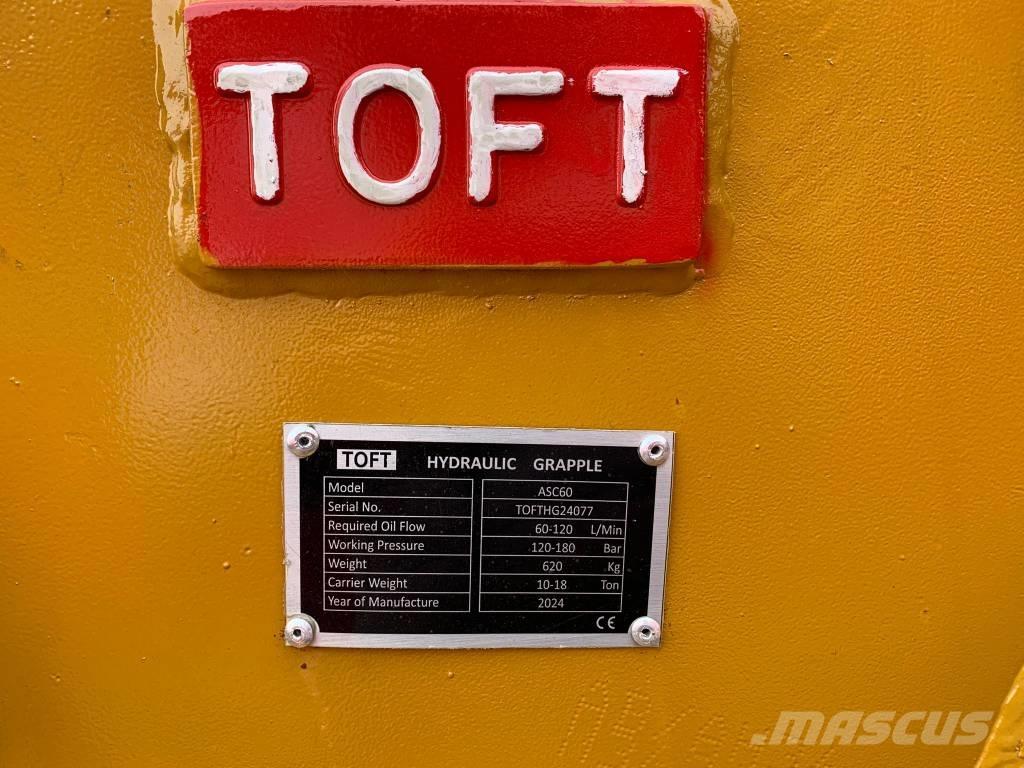 TOFT
TOFT HYDRAULIC GRAPPLE
Model ASC60
Serial No. TOFTHG24077
Required Oil Flow 60-120 L/Min
Working Pressure 120-180 Bar
Weight 620 Kg
Carrier Weight 10-18 Ton
Year of Manufacture 2024
CE
MASCUS